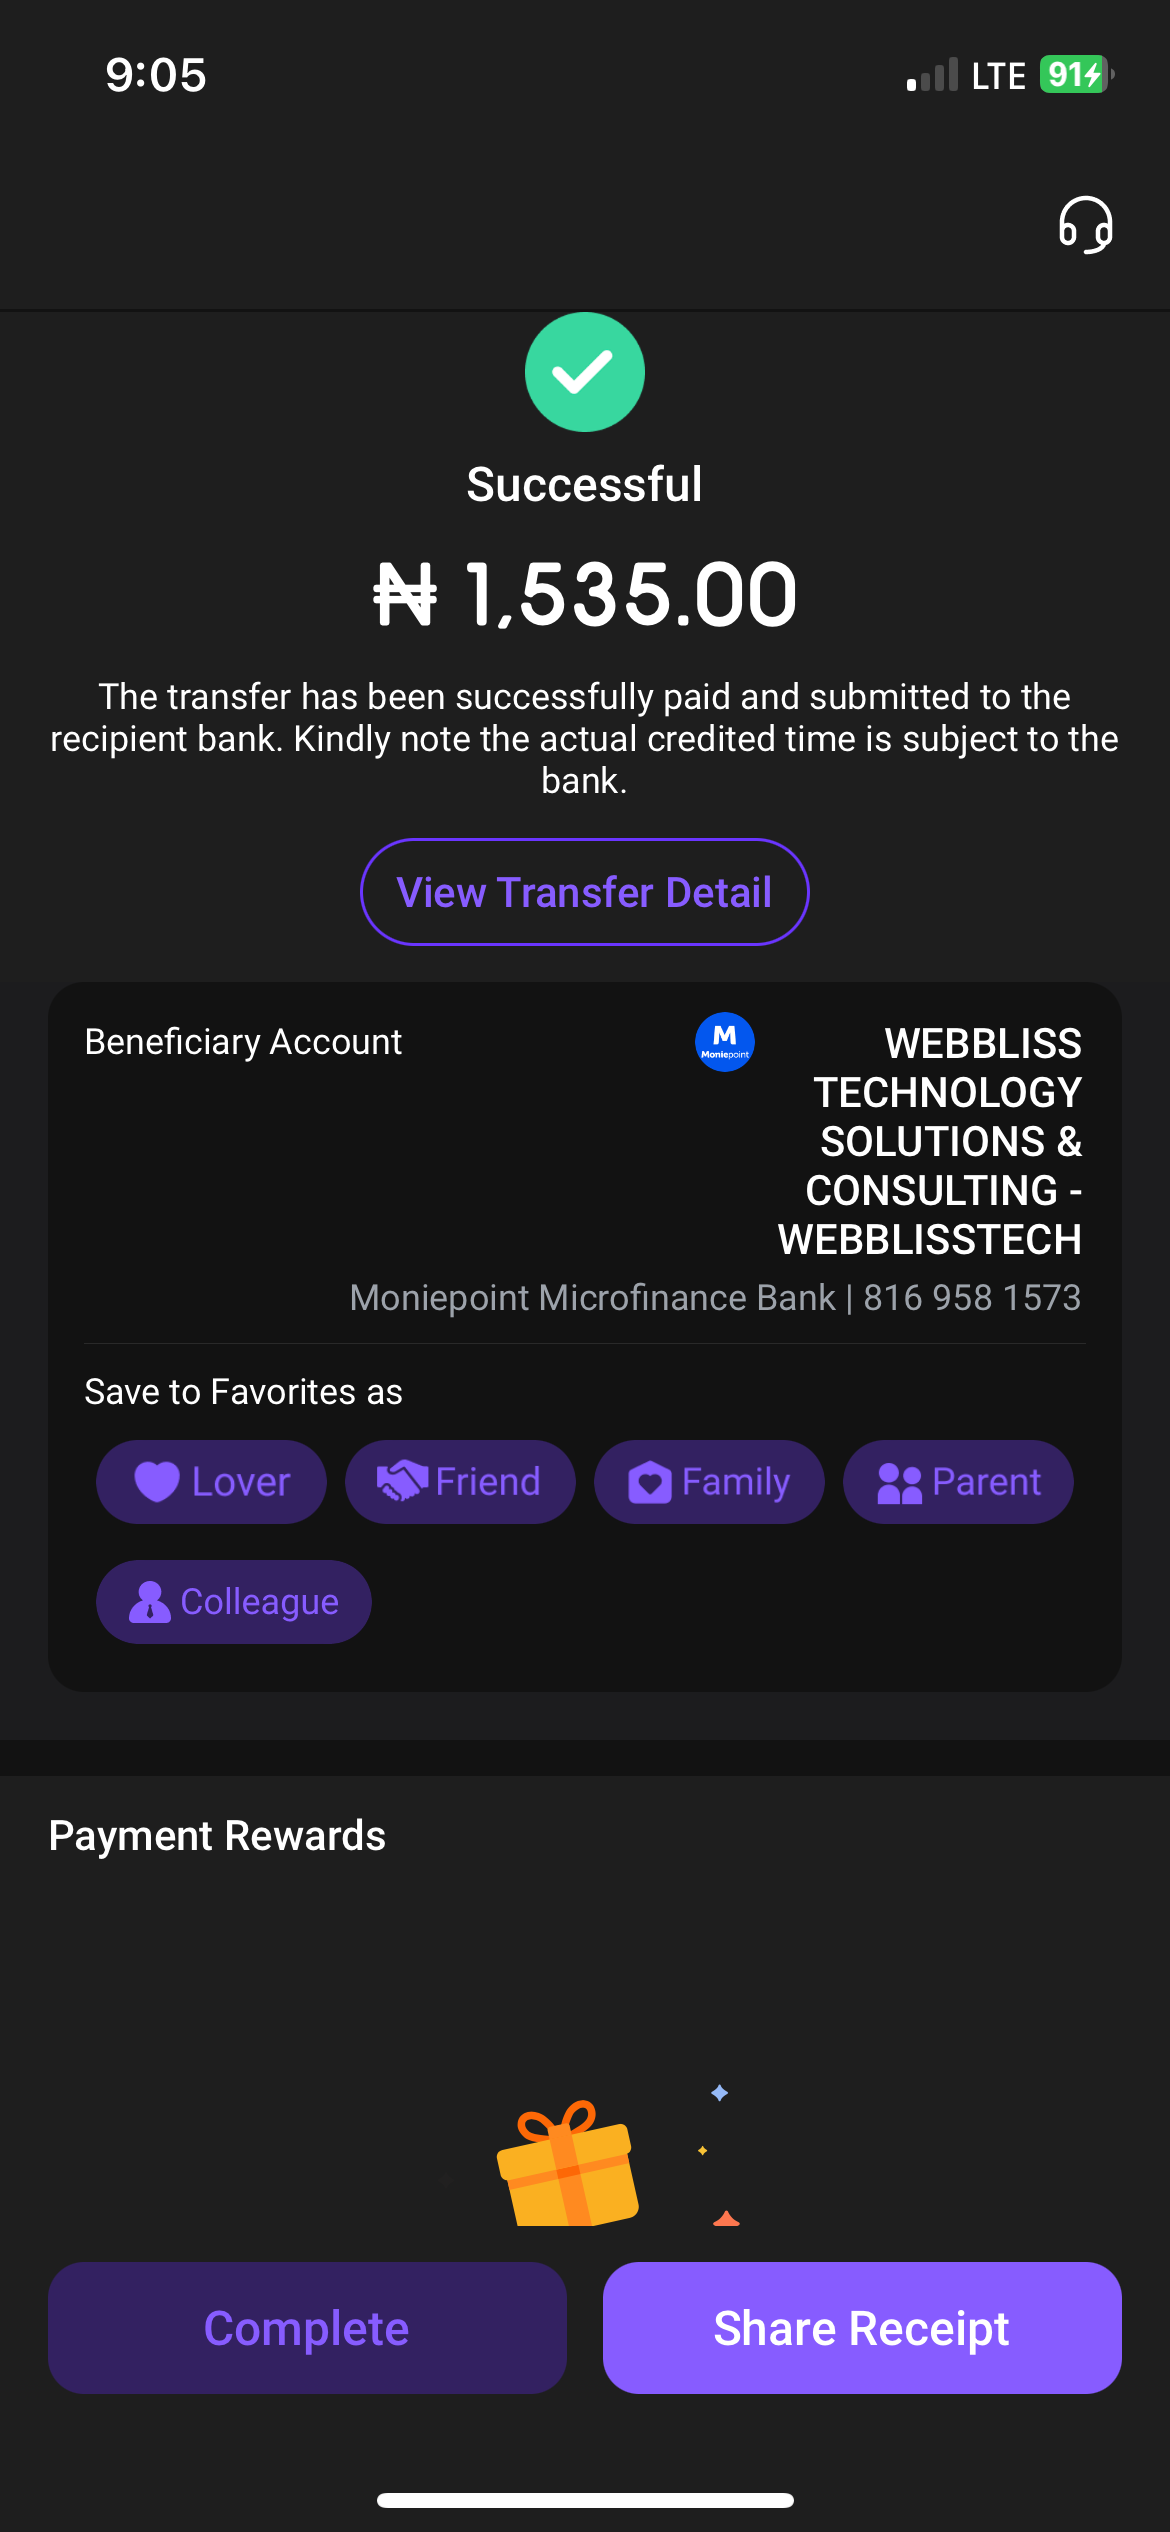 9:05
LTE
91
Successful
₦ 1,535.00
The transfer has been successfully paid and submitted to the
recipient bank. Kindly note the actual credited time is subject to the
bank.
View Transfer Detail
Beneficiary Account
M
Moniepoint
WEBBLISS
TECHNOLOGY
SOLUTIONS &
CONSULTING -
WEBBLISSTECH
Moniepoint Microfinance Bank | 816 958 1573
Save to Favorites as
Lover
Friend
Family
Parent
Colleague
Payment Rewards
Complete
Share Receipt